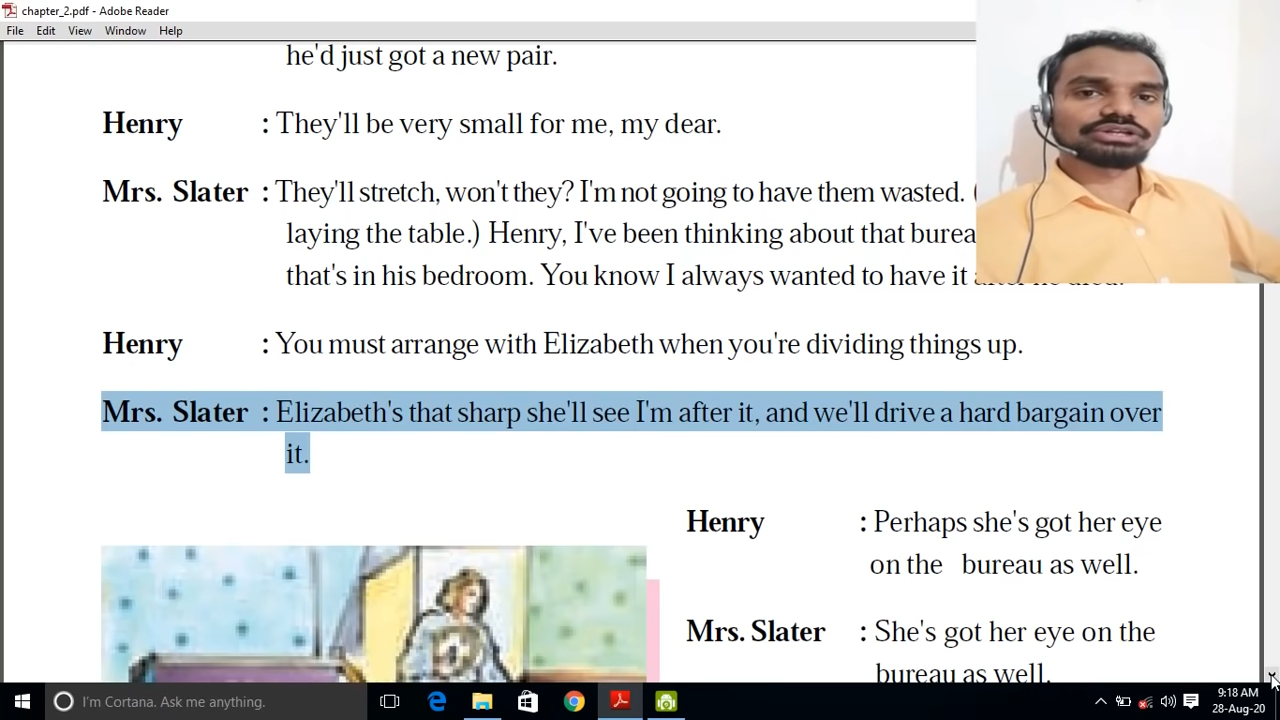 chapter_2.pdf - Adobe Reader
File Edit View Window Help
he'd just got a new pair.
Henry : They'll be very small for me, my dear.
Mrs. Slater : They'll stretch, won't they? I'm not going to have them wasted. (
laying the table.) Henry, I've been thinking about that
that's in his bedroom. You know I always wanted to have it after he died.
Henry : You must arrange with Elizabeth when you're dividing things up.
Mrs. Slater : Elizabeth's that sharp she'll see I'm after it, and we'll drive a hard bargain over
it.
Henry : Perhaps she's got her eye
on the bureau as well.
Mrs. Slater : She's got her eye on the
bureau as well.
I'm Cortana. Ask me anything.
9:18 AM
28-Aug-20